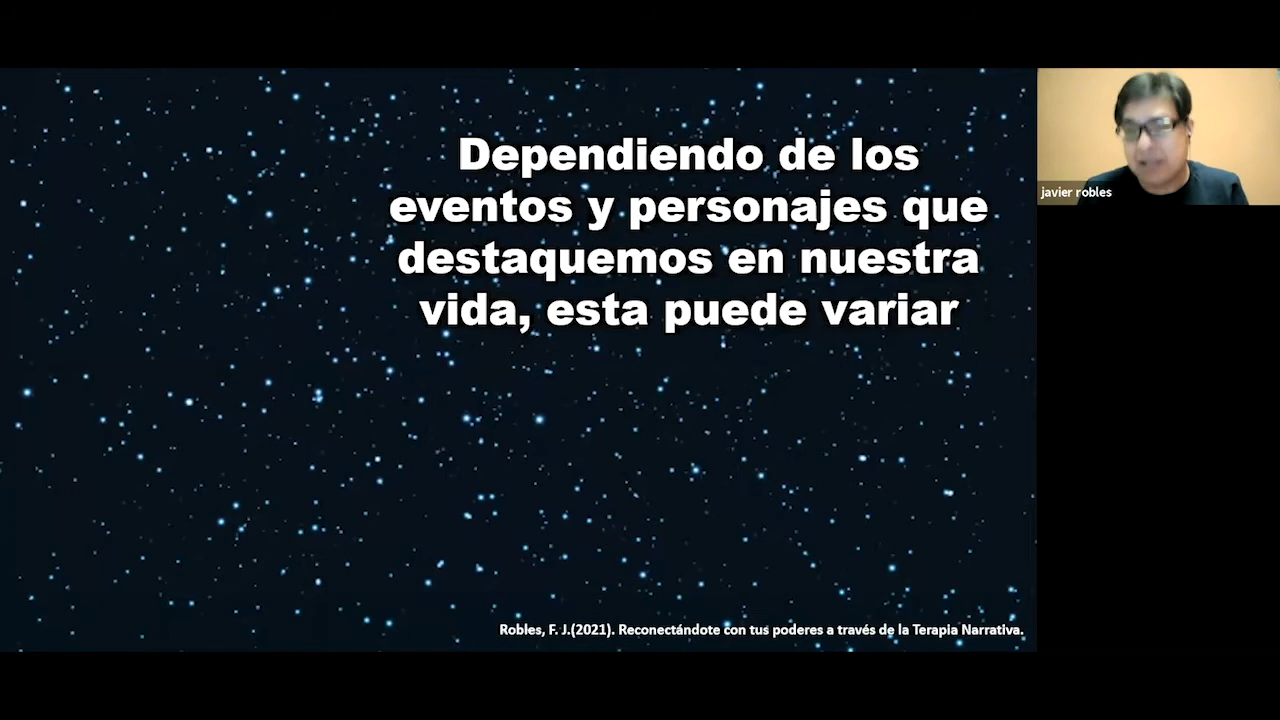 Dependiendo de los
eventos y personajes que
destaquemos en nuestra
vida, esta puede variar
javier robles
Robles, F. J.(2021). Reconectándote con tus poderes a través de la Terapia Narrativa.